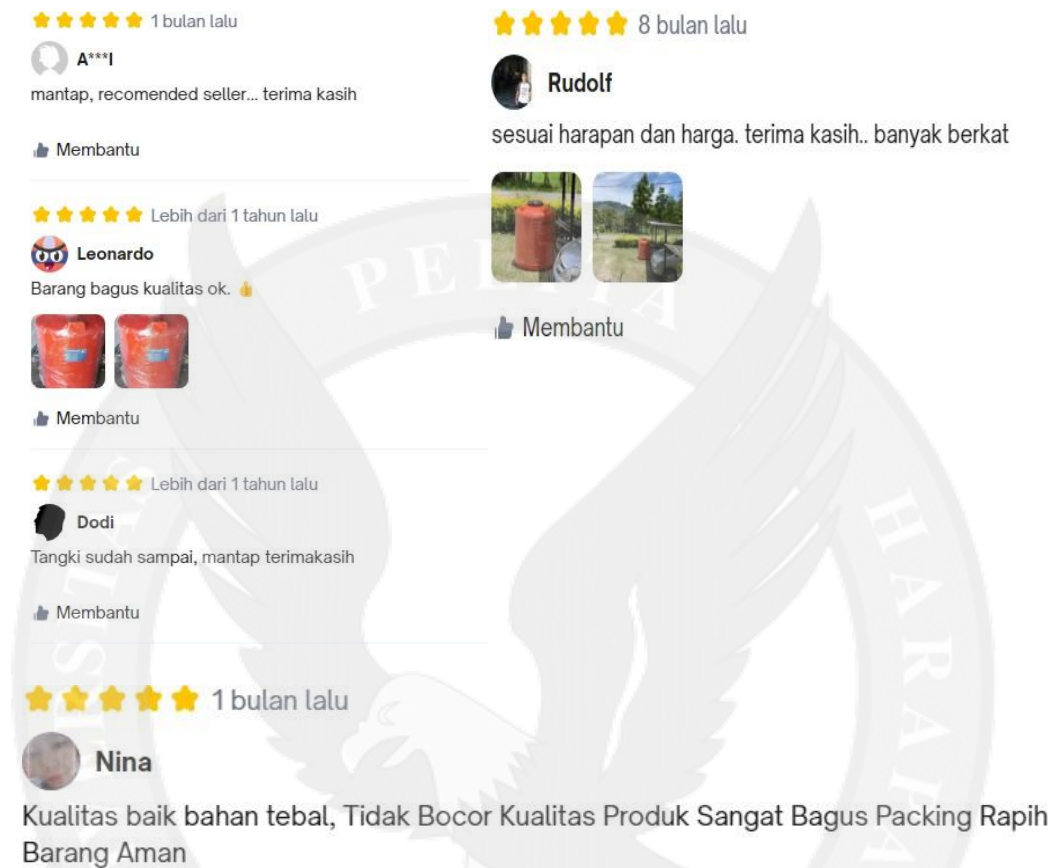 1 bulan lalu
A***l
mantap, recomended seller... terima kasih
Membantu
Lebih dari 1 tahun lalu
Leonardo
Barang bagus kualitas ok. 👍
Membantu
Lebih dari 1 tahun lalu
Dodi
Tangki sudah sampai, mantap terimakasih
Membantu
8 bulan lalu
Rudolf
sesuai harapan dan harga. terima kasih.. banyak berkat
Membantu
1 bulan lalu
Nina
Kualitas baik bahan tebal, Tidak Bocor Kualitas Produk Sangat Bagus Packing Rapih
Barang Aman
PELITA
HARAPA